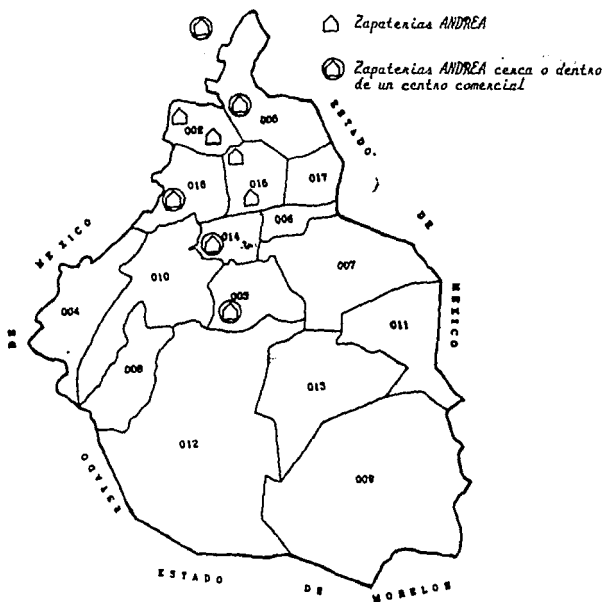 Zapaterias ANDREA
Zapaterias ANDREA cerca o dentro
de un centro comercial
005
ESTADO
DE
MEXICO
002
016
015
017
006
014
007
MEXICO
DE
ESTADO
004
010
003
011
008
013
012
009
ESTADO
DE
MORELOS